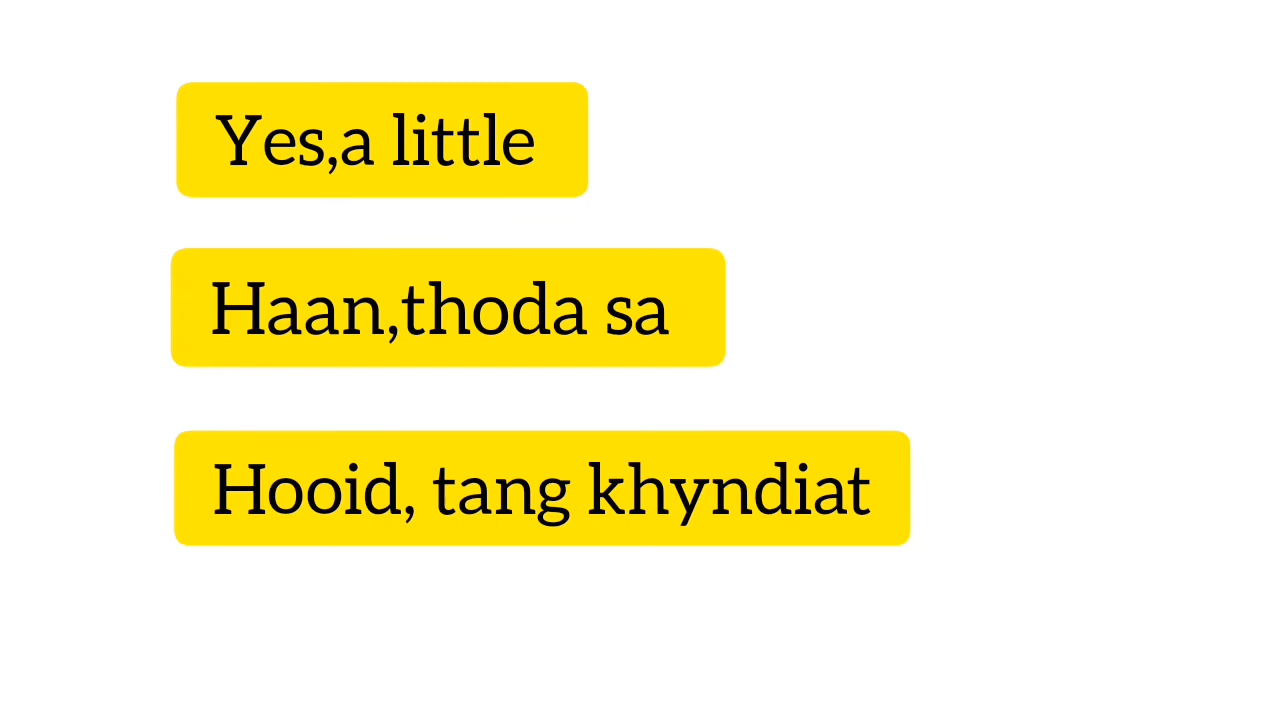 Yes,a little
Haan,thoda sa
Hooid, tang khyndiat